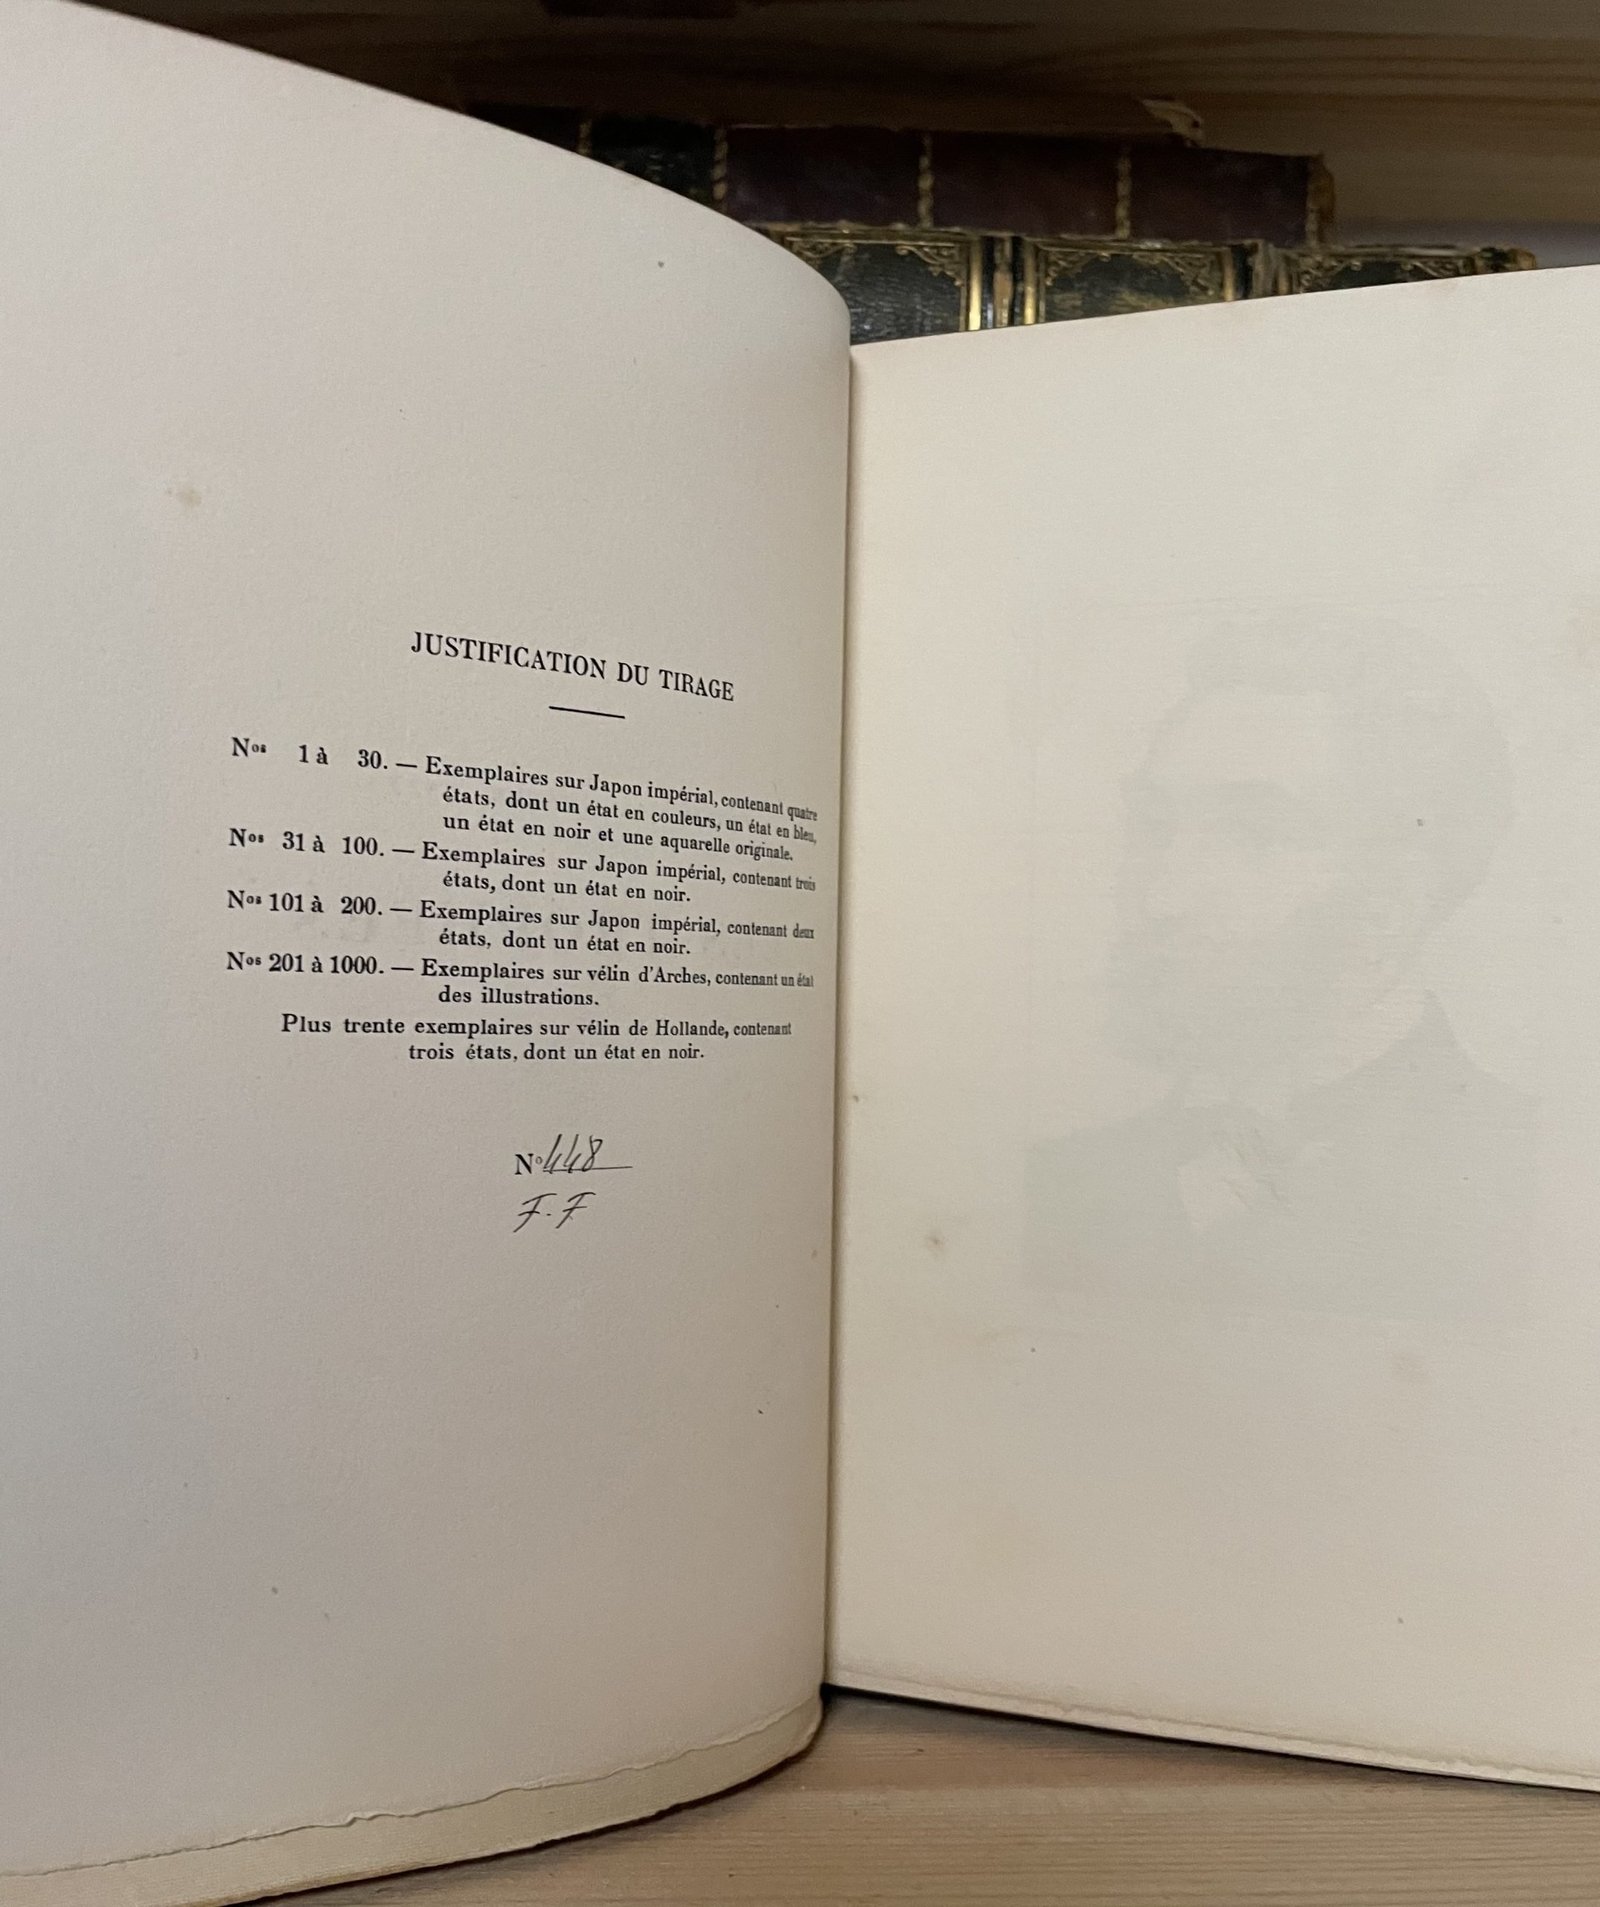 JUSTIFICATION DU TIRAGE
Nos 1 à 30. — Exemplaires sur Japon impérial, contenant quatre
états, dont un état en couleurs, un état en bleu,
un état en noir et une aquarelle originale.
Nos 31 à 100. — Exemplaires sur Japon impérial, contenant trois
états, dont un état en noir.
Nos 101 à 200. — Exemplaires sur Japon impérial, contenant deux
états, dont un état en noir.
Nos 201 à 1000. — Exemplaires sur vélin d'Arches, contenant un état
des illustrations.
Plus trente exemplaires sur vélin de Hollande, contenant
trois états, dont un état en noir.
No 448
F.F